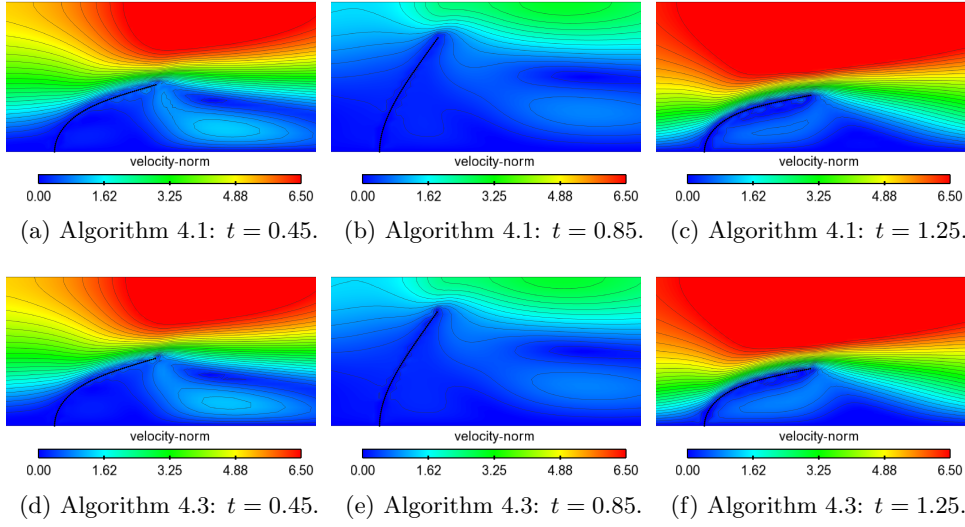 velocity-norm velocity-norm velocity-norm
0.00 1.62 3.25 4.88 6.50 0.00 1.62 3.25 4.88 6.50 0.00 1.62 3.25 4.88 6.50
(a) Algorithm 4.1: t = 0.45. (b) Algorithm 4.1: t = 0.85. (c) Algorithm 4.1: t = 1.25.
velocity-norm velocity-norm velocity-norm
0.00 1.62 3.25 4.88 6.50 0.00 1.62 3.25 4.88 6.50 0.00 1.62 3.25 4.88 6.50
(d) Algorithm 4.3: t = 0.45. (e) Algorithm 4.3: t = 0.85. (f) Algorithm 4.3: t = 1.25.